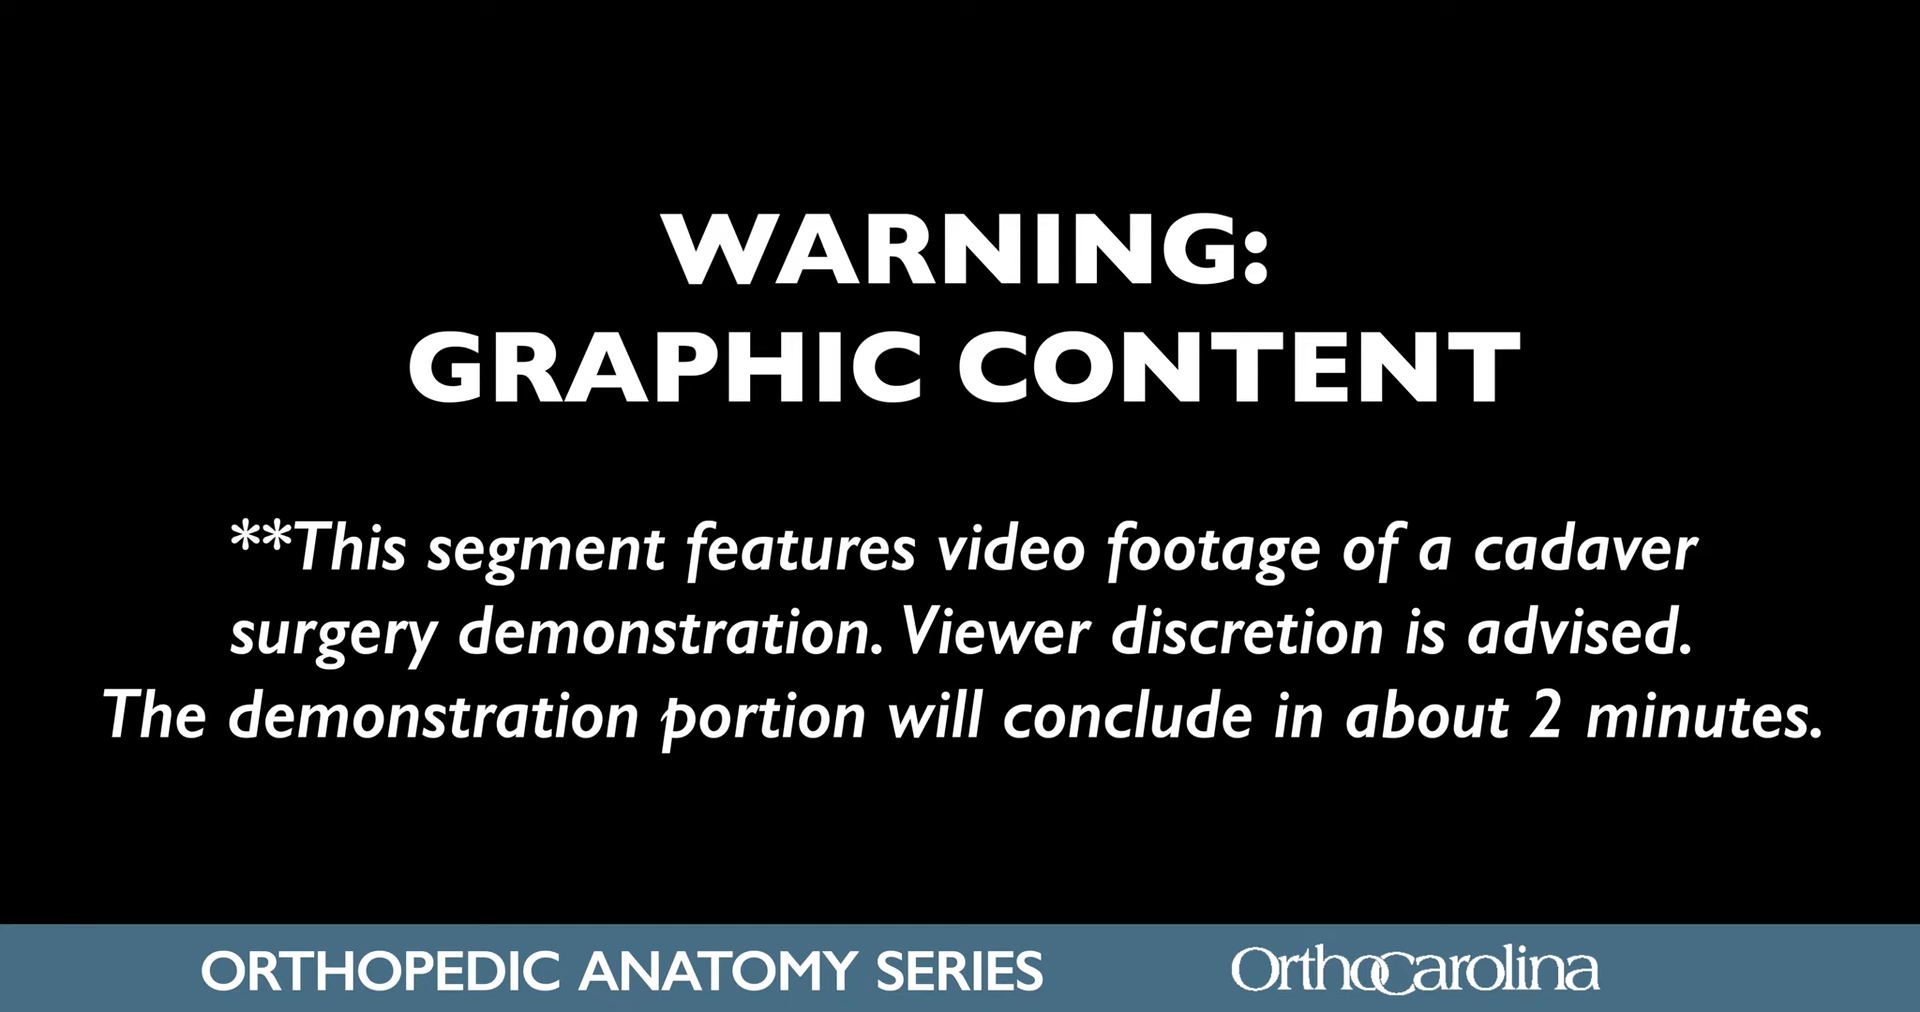 WARNING:
GRAPHIC CONTENT
**This segment features video footage of a cadaver
surgery demonstration. Viewer discretion is advised.
The demonstration portion will conclude in about 2 minutes.
ORTHOPEDIC ANATOMY SERIES
OrthoCarolina